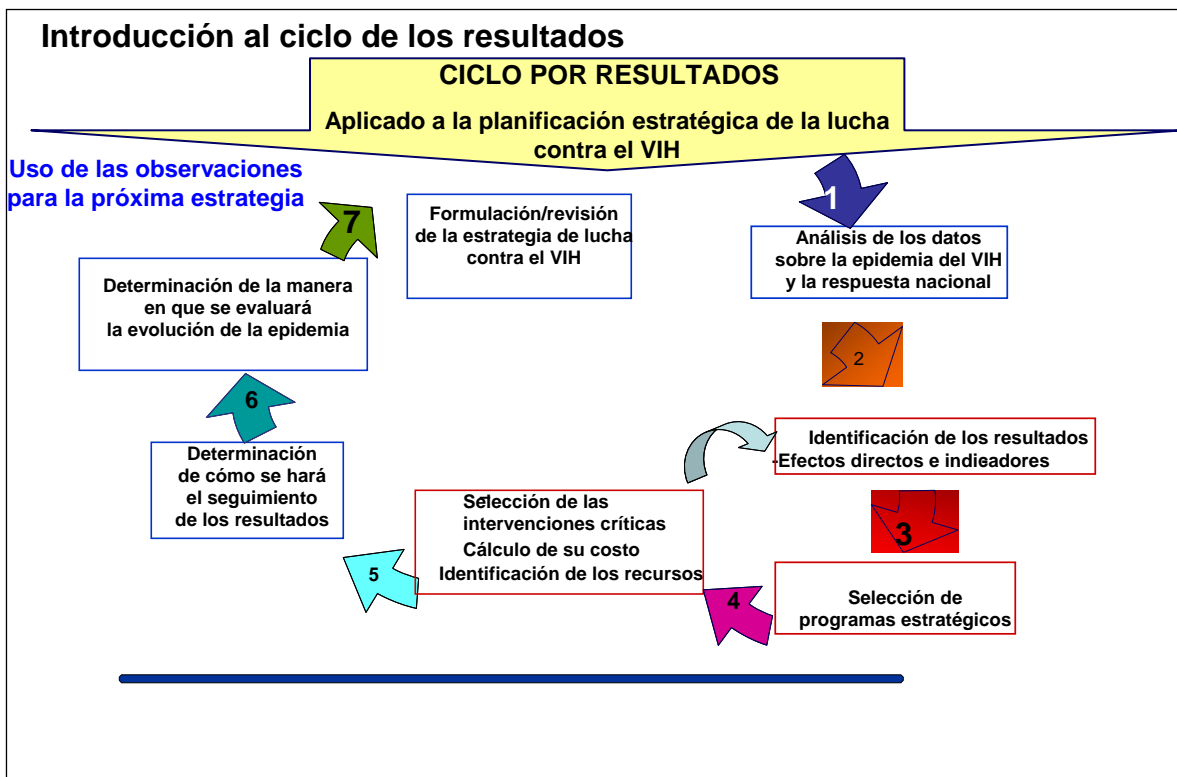 Introducción al ciclo de los resultados
CICLO POR RESULTADOS
Aplicado a la planificación estratégica de la lucha
contra el VIH
Uso de las observaciones
para la próxima estrategia
1
Análisis de los datos
sobre la epidemia del VIH
y la respuesta nacional
2
Identificación de los resultados
-Efectos directos e indicadores
3
Selección de
programas estratégicos
4
Selección de las
intervenciones críticas
Cálculo de su costo
Identificación de los recursos
5
Determinación
de cómo se hará
el seguimiento
de los resultados
6
Determinación de la manera
en que se evaluará
la evolución de la epidemia
7
Formulación/revisión
de la estrategia de lucha
contra el VIH